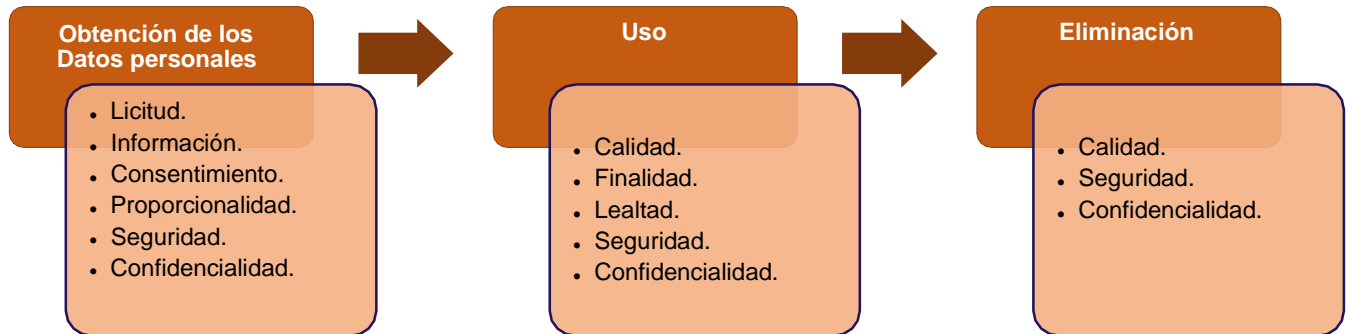 Obtención de los
Datos personales
• Licitud.
• Información.
• Consentimiento.
• Proporcionalidad.
• Seguridad.
• Confidencialidad.
Uso
• Calidad.
• Finalidad.
• Lealtad.
• Seguridad.
• Confidencialidad.
Eliminación
• Calidad.
• Seguridad.
• Confidencialidad.